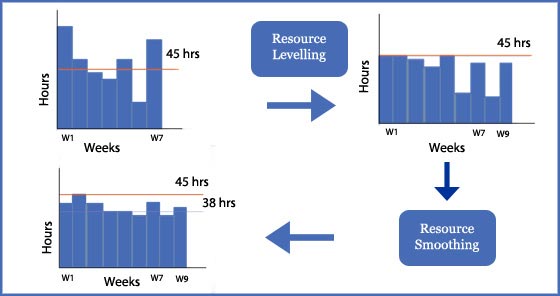 45 hrs
Hours
W1
W7
Weeks
Resource
Levelling
45 hrs
Hours
W1
W7
W9
Weeks
Resource
Smoothing
45 hrs
38 hrs
Hours
W1
W7
W9
Weeks